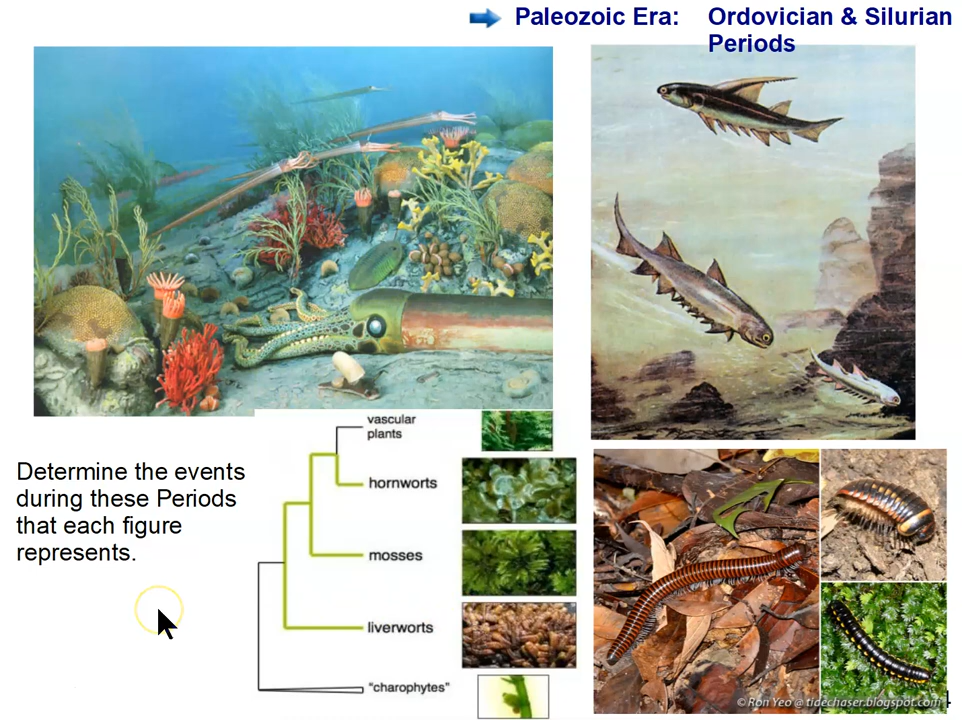 Paleozoic Era: Ordovician & Silurian
Periods
vascular
plants
Determine the events
during these Periods
that each figure
represents.
hornworts
mosses
liverworts
"charophytes"
© Ron Yeo @ tidechaser.blogspot.com
4